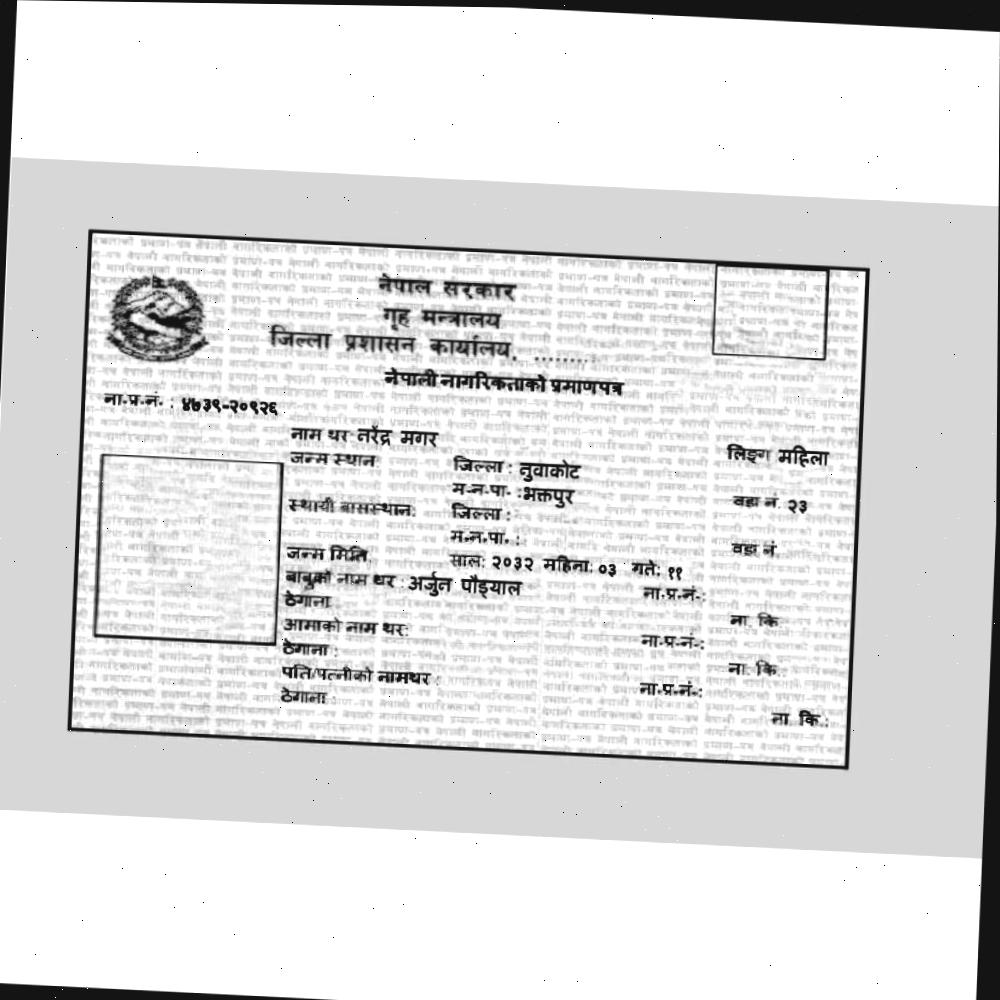 नेपाल सरकार
गृह मन्त्रालय
जिल्ला प्रशासन कार्यालय, .........
नेपाली नागरिकताको प्रमाणपत्र
ना.प्र.नं. : ४७३९-२०९२६
नाम थर: नरेंद्र मगर लिङ्ग महिला
जन्म स्थान: जिल्ला : नुवाकोट
म.न.पा. : भक्तपुर वडा नं. २३
स्थायी बासस्थान: जिल्ला :
म.न.पा. : वडा नं.
जन्म मिति: साल: २०३२ महिना: ०३ गते: ११
बाबुको नाम थर : अर्जुन पौड्याल ना.प्र.नं.:
ठेगाना : ना. कि.:
आमाको नाम थर: ना.प्र.नं.:
ठेगाना : ना. कि.:
पति/पत्नीको नामथर : ना.प्र.नं.:
ठेगाना : ना. कि.: